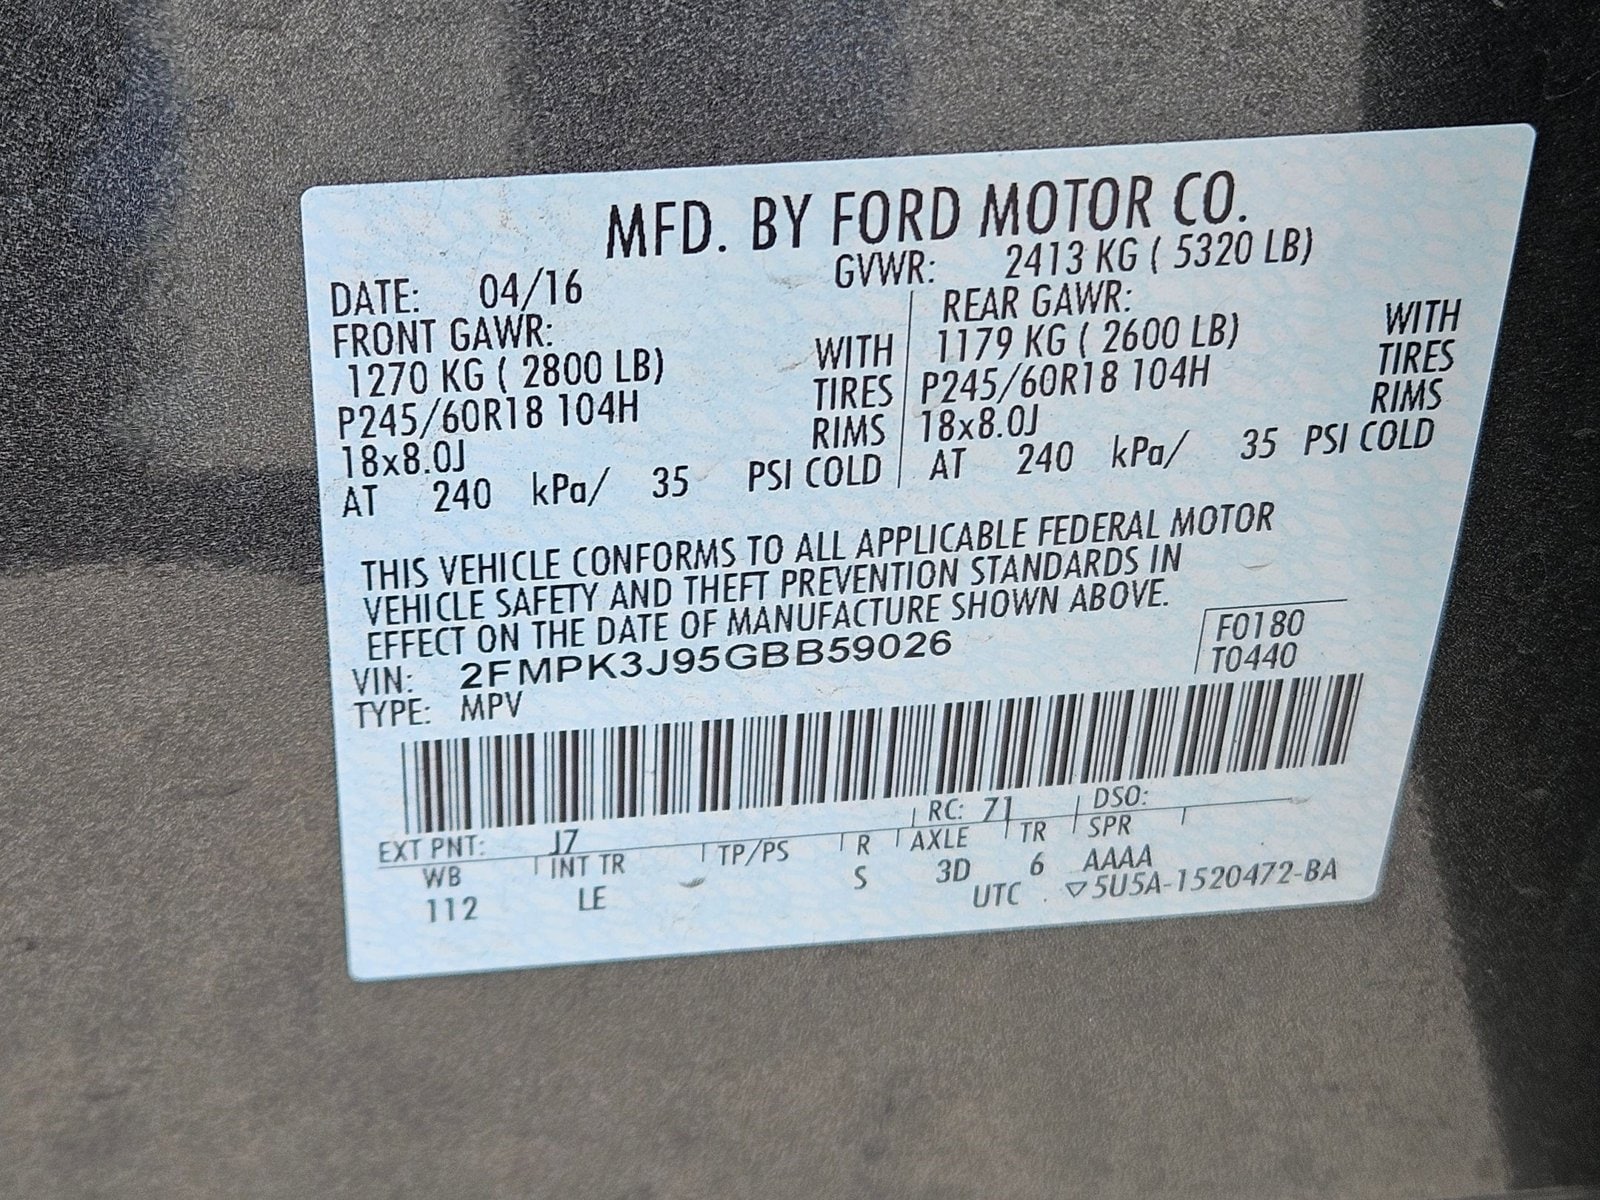 MFD. BY FORD MOTOR CO.
DATE: 04/16 GVWR: 2413 KG ( 5320 LB)
FRONT GAWR: REAR GAWR:
1270 KG ( 2800 LB) WITH 1179 KG ( 2600 LB) WITH
P245/60R18 104H TIRES P245/60R18 104H TIRES
18x8.0J RIMS 18x8.0J RIMS
AT 240 kPa/ 35 PSI COLD AT 240 kPa/ 35 PSI COLD
THIS VEHICLE CONFORMS TO ALL APPLICABLE FEDERAL MOTOR
VEHICLE SAFETY AND THEFT PREVENTION STANDARDS IN
EFFECT ON THE DATE OF MANUFACTURE SHOWN ABOVE.
VIN: 2FMPK3J95GBB59026 F0180
TYPE: MPV T0440
EXT PNT: J7 RC: 71 DSO:
WB INT TR TP/PS R AXLE TR SPR
112 LE S 3D 6 AAAA
UTC ▽5U5A-1520472-BA